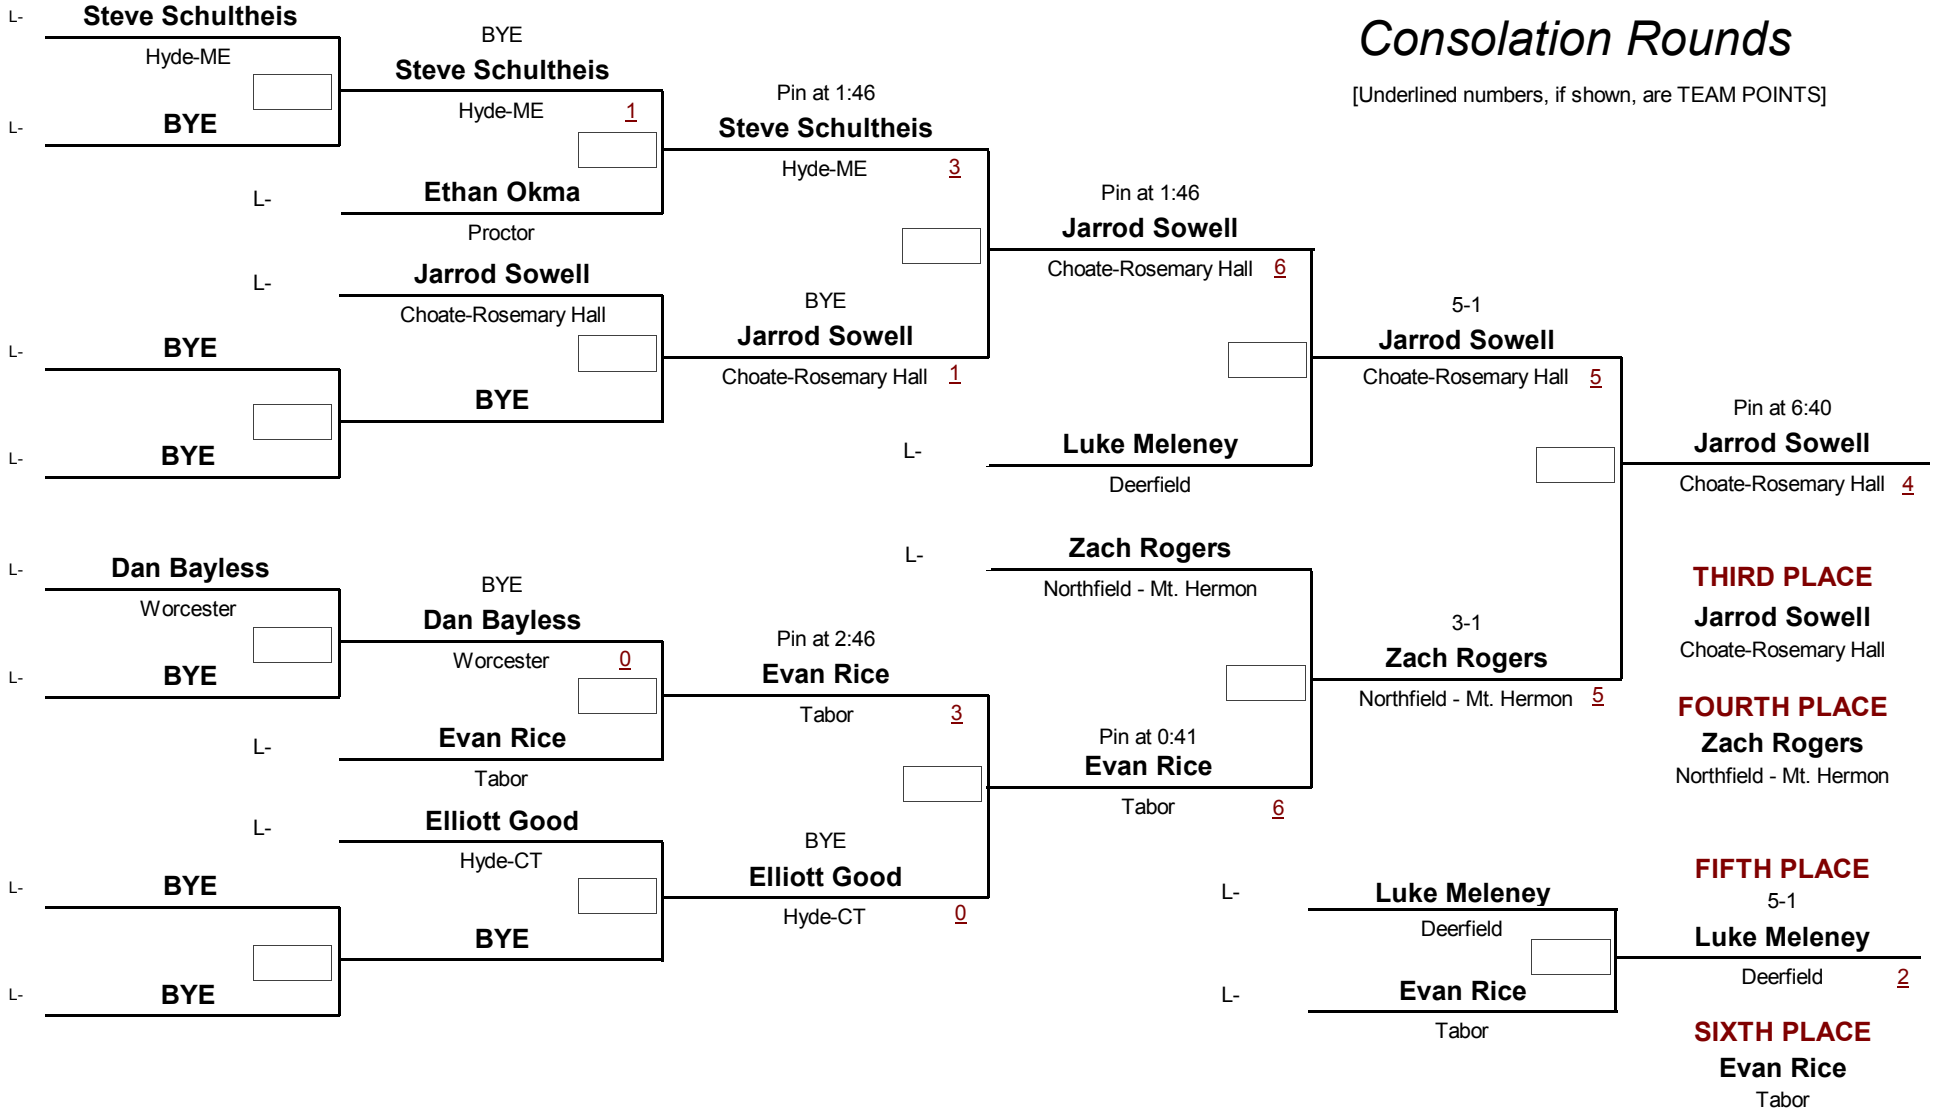 Consolation Rounds
[Underlined numbers, if shown, are TEAM POINTS]
L-
Steve Schultheis
Hyde-ME
L-
BYE
BYE
Steve Schultheis
Hyde-ME
1
L-
Ethan Okma
Proctor
L-
Jarrod Sowell
Choate-Rosemary Hall
L-
BYE
L-
BYE
BYE
Pin at 1:46
Steve Schultheis
Hyde-ME
3
BYE
Jarrod Sowell
Choate-Rosemary Hall
1
Pin at 1:46
Jarrod Sowell
Choate-Rosemary Hall
6
L-
Luke Meleney
Deerfield
5-1
Jarrod Sowell
Choate-Rosemary Hall
5
L-
Dan Bayless
Worcester
L-
BYE
BYE
Dan Bayless
Worcester
0
L-
Evan Rice
Tabor
L-
Elliott Good
Hyde-CT
L-
BYE
L-
BYE
BYE
Pin at 2:46
Evan Rice
Tabor
3
BYE
Elliott Good
Hyde-CT
0
L-
Zach Rogers
Northfield - Mt. Hermon
Pin at 0:41
Evan Rice
Tabor
6
3-1
Zach Rogers
Northfield - Mt. Hermon
5
Pin at 6:40
Jarrod Sowell
Choate-Rosemary Hall
4
THIRD PLACE
Jarrod Sowell
Choate-Rosemary Hall
FOURTH PLACE
Zach Rogers
Northfield - Mt. Hermon
L-
Luke Meleney
Deerfield
L-
Evan Rice
Tabor
FIFTH PLACE
5-1
Luke Meleney
Deerfield
2
SIXTH PLACE
Evan Rice
Tabor